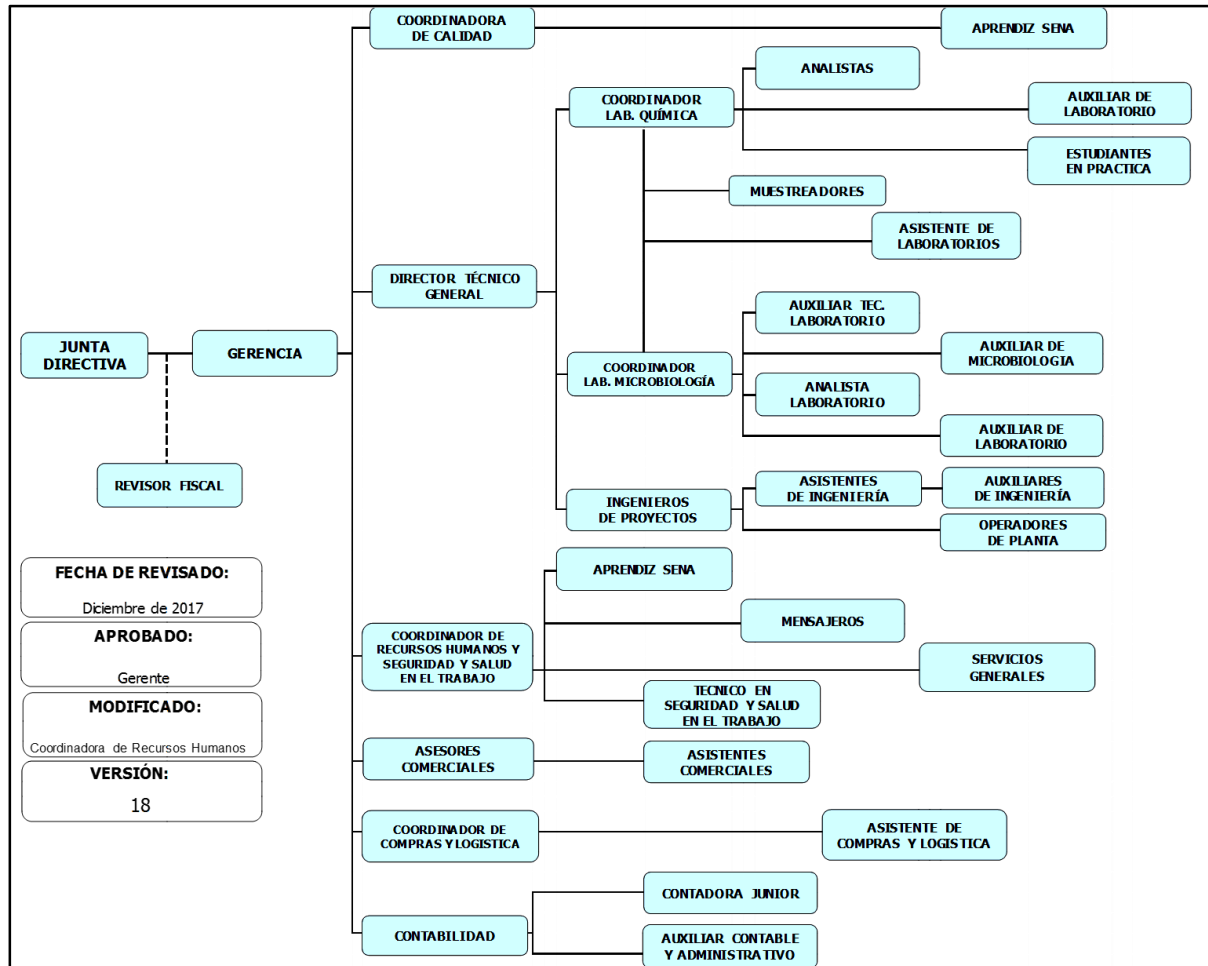 COORDINADORA
DE CALIDAD
APRENDIZ SENA
ANALISTAS
COORDINADOR
LAB. QUÍMICA
AUXILIAR DE
LABORATORIO
ESTUDIANTES
EN PRACTICA
MUESTREADORES
ASISTENTE DE
LABORATORIOS
DIRECTOR TÉCNICO
GENERAL
AUXILIAR TEC.
LABORATORIO
JUNTA
DIRECTIVA
GERENCIA
AUXILIAR DE
MICROBIOLOGIA
COORDINADOR
LAB. MICROBIOLOGÍA
ANALISTA
LABORATORIO
AUXILIAR DE
LABORATORIO
REVISOR FISCAL
ASISTENTES
DE INGENIERÍA
AUXILIARES
DE INGENIERÍA
INGENIEROS
DE PROYECTOS
OPERADORES
DE PLANTA
FECHA DE REVISADO:
Diciembre de 2017
APROBADO:
Gerente
MODIFICADO:
Coordinadora de Recursos Humanos
VERSIÓN:
18
APRENDIZ SENA
MENSAJEROS
COORDINADOR DE
RECURSOS HUMANOS Y
SEGURIDAD Y SALUD
EN EL TRABAJO
SERVICIOS
GENERALES
TECNICO EN
SEGURIDAD Y SALUD
EN EL TRABAJO
ASESORES
COMERCIALES
ASISTENTES
COMERCIALES
COORDINADOR DE
COMPRAS Y LOGISTICA
ASISTENTE DE
COMPRAS Y LOGISTICA
CONTADORA JUNIOR
CONTABILIDAD
AUXILIAR CONTABLE
Y ADMINISTRATIVO